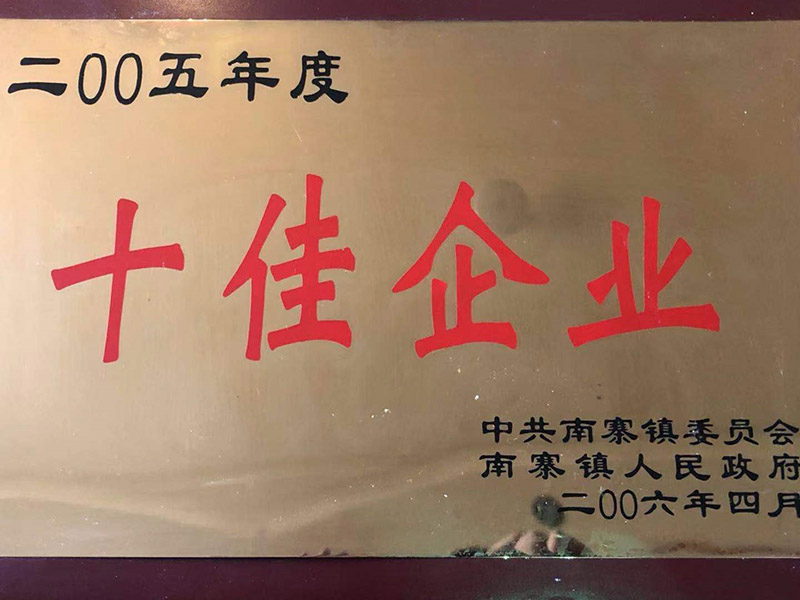 二00五年度
十佳企业
中共南寨镇委员会
南寨镇人民政府
二00六年四月